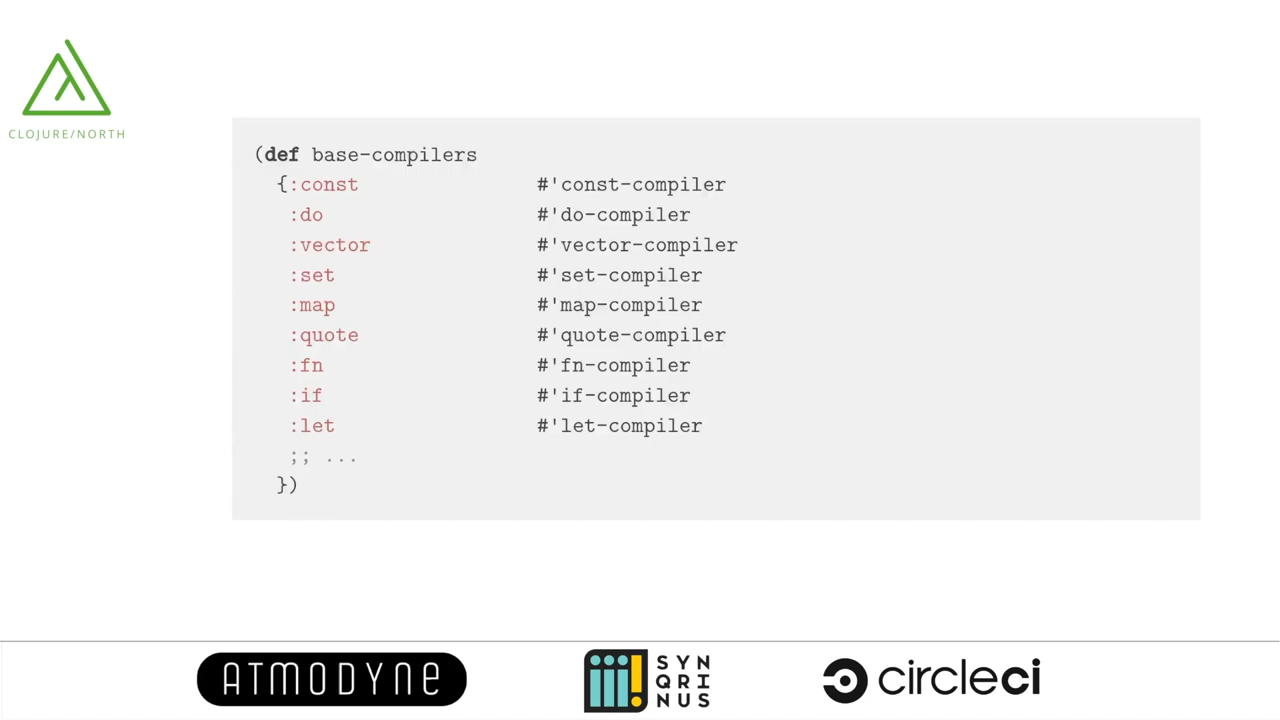 CLOJURE/NORTH
(def base-compilers
  {:const               #'const-compiler
   :do                  #'do-compiler
   :vector              #'vector-compiler
   :set                 #'set-compiler
   :map                 #'map-compiler
   :quote               #'quote-compiler
   :fn                  #'fn-compiler
   :if                  #'if-compiler
   :let                 #'let-compiler
   ;; ...
  })
ATMODYNE
SYN
QRI
NUS
circleci